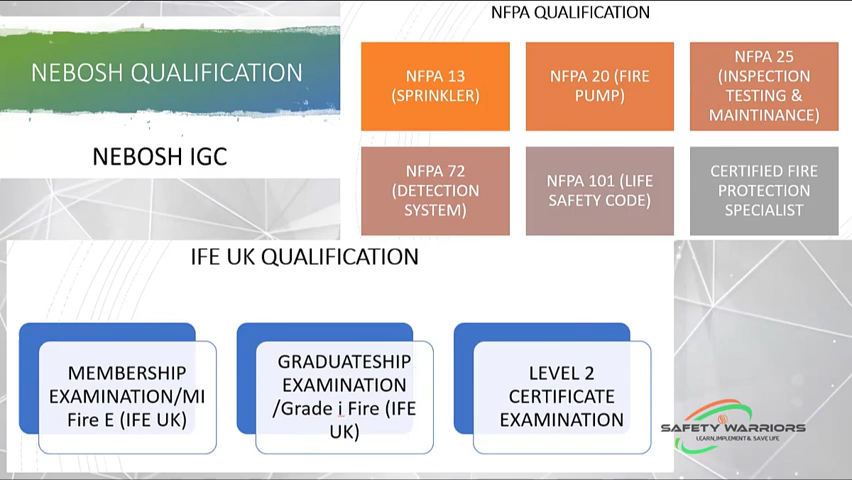 NEBOSH QUALIFICATION
NEBOSH IGC
NFPA QUALIFICATION
NFPA 13
(SPRINKLER)
NFPA 20 (FIRE
PUMP)
NFPA 25
(INSPECTION
TESTING &
MAINTINANCE)
NFPA 72
(DETECTION
SYSTEM)
NFPA 101 (LIFE
SAFETY CODE)
CERTIFIED FIRE
PROTECTION
SPECIALIST
IFE UK QUALIFICATION
MEMBERSHIP
EXAMINATION/MI
Fire E (IFE UK)
GRADUATESHIP
EXAMINATION
/Grade i Fire (IFE
UK)
LEVEL 2
CERTIFICATE
EXAMINATION
SAFETY WARRIORS
LEARN,IMPLEMENT & SAVE LIFE